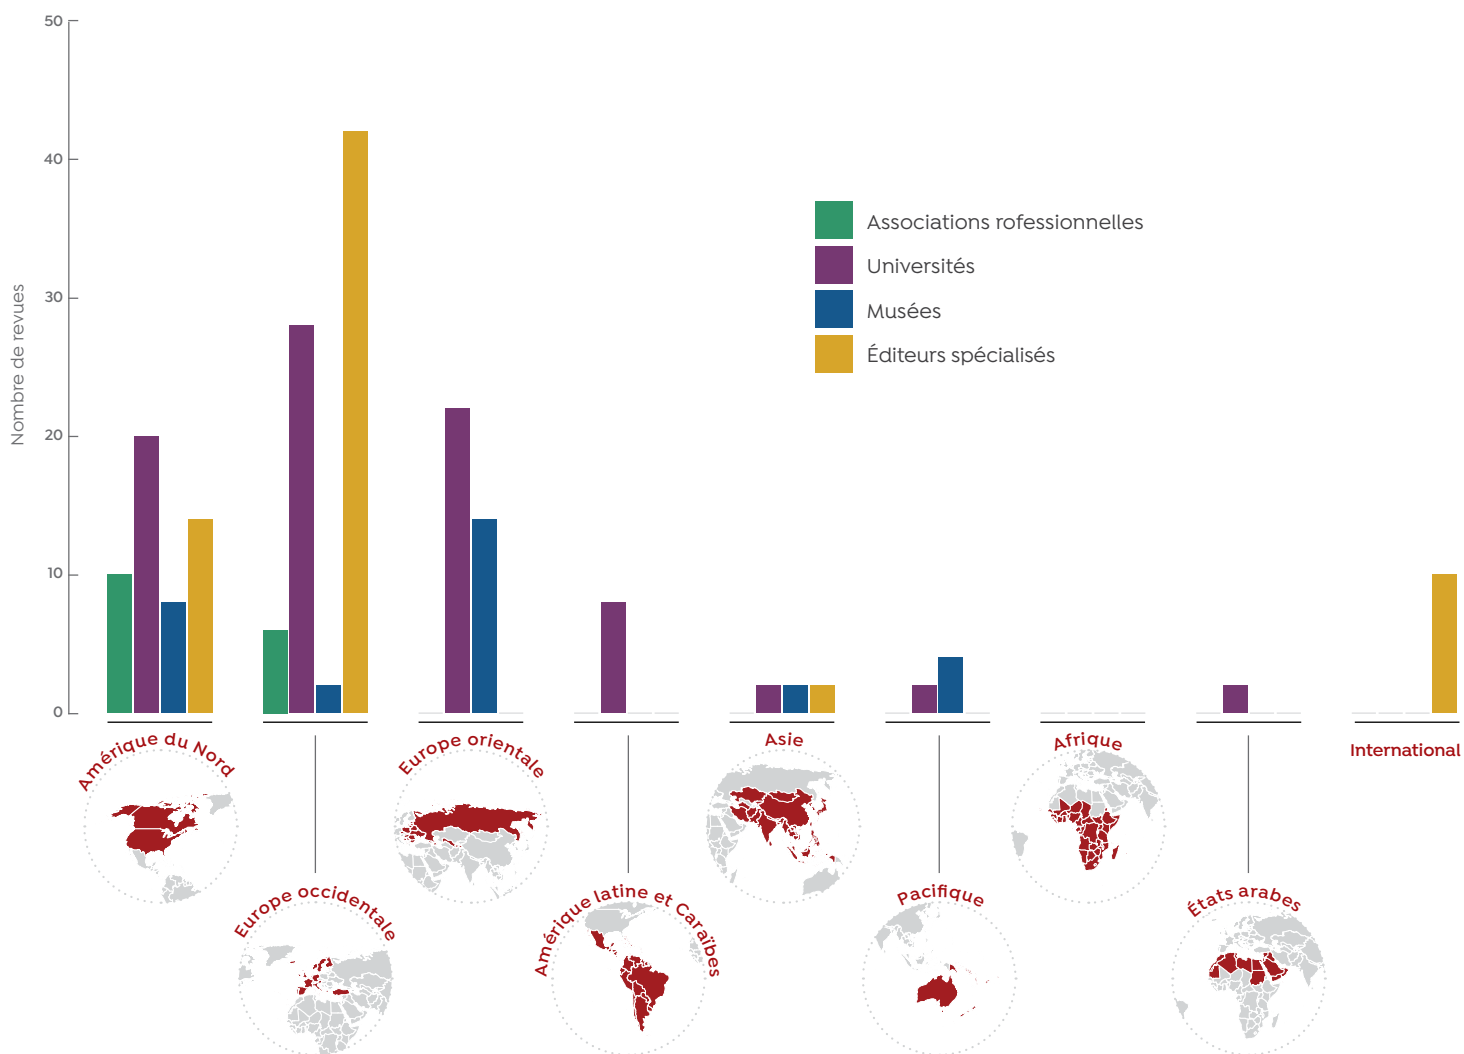 Nombre de revues
50
40
30
20
10
0
Associations rofessionnelles
Universités
Musées
Éditeurs spécialisés
Amérique du Nord
Europe occidentale
Europe orientale
Amérique latine et Caraïbes
Asie
Pacifique
Afrique
États arabes
International